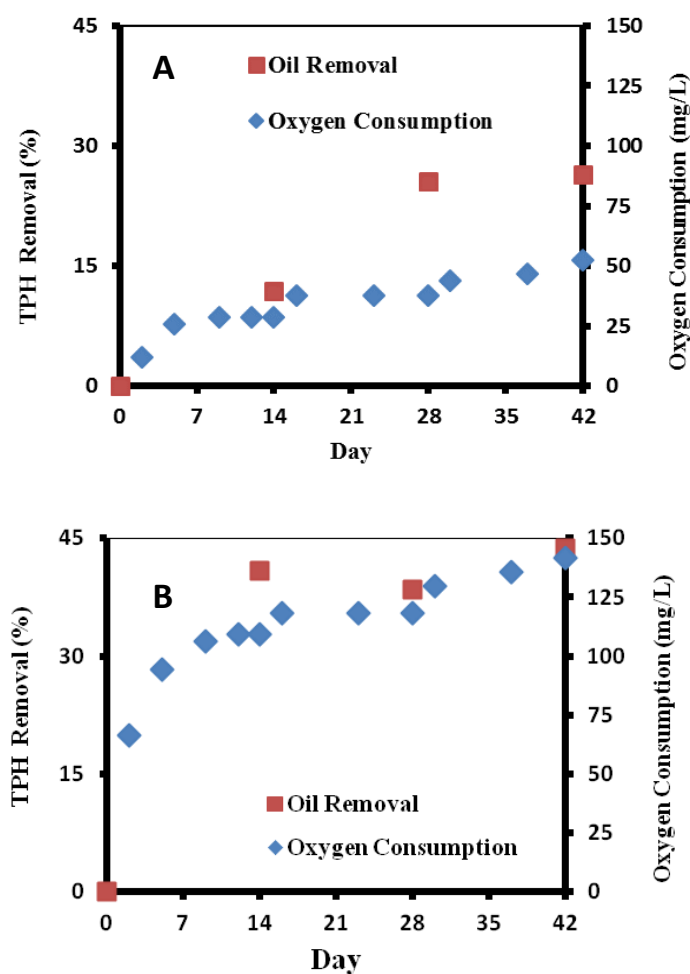 A
Oil Removal
Oxygen Consumption
TPH Removal (%)
45
30
15
0
Oxygen Consumption (mg/L)
150
125
100
75
50
25
0
0 7 14 21 28 35 42
Day
B
Oil Removal
Oxygen Consumption
TPH Removal (%)
45
30
15
0
Oxygen Consumption (mg/L)
150
125
100
75
50
25
0
0 7 14 21 28 35 42
Day